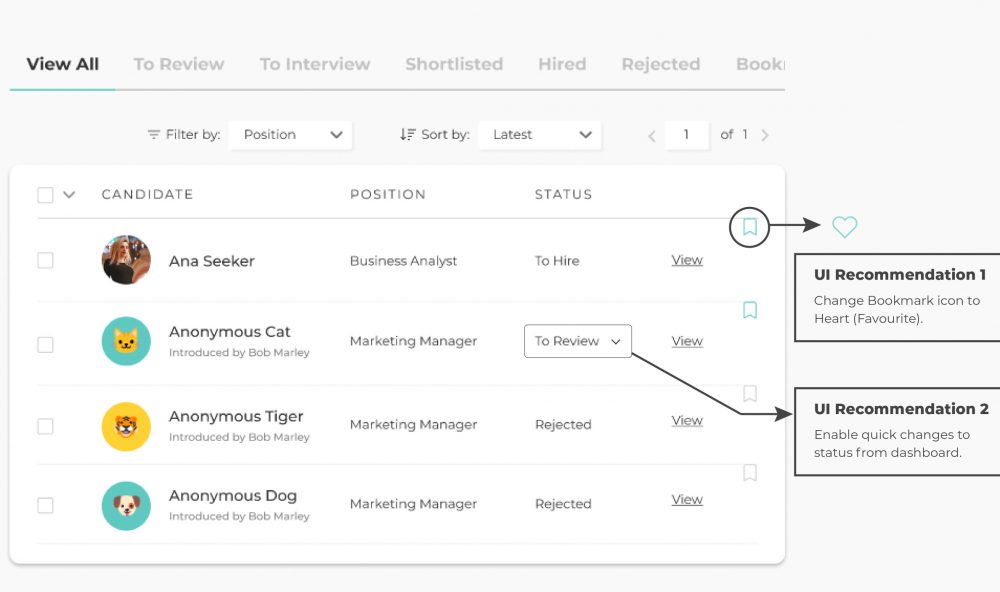 View All To Review To Interview Shortlisted Hired Rejected
Filter by: Position Sort by: Latest 1 of 1
CANDIDATE POSITION STATUS
Ana Seeker Business Analyst To Hire View
Anonymous Cat
Introduced by Bob Marley
Marketing Manager To Review View
Anonymous Tiger
Introduced by Bob Marley
Marketing Manager Rejected View
Anonymous Dog
Introduced by Bob Marley
Marketing Manager Rejected View
UI Recommendation 1
Change Bookmark icon to
Heart (Favourite).
UI Recommendation 2
Enable quick changes to
status from dashboard.